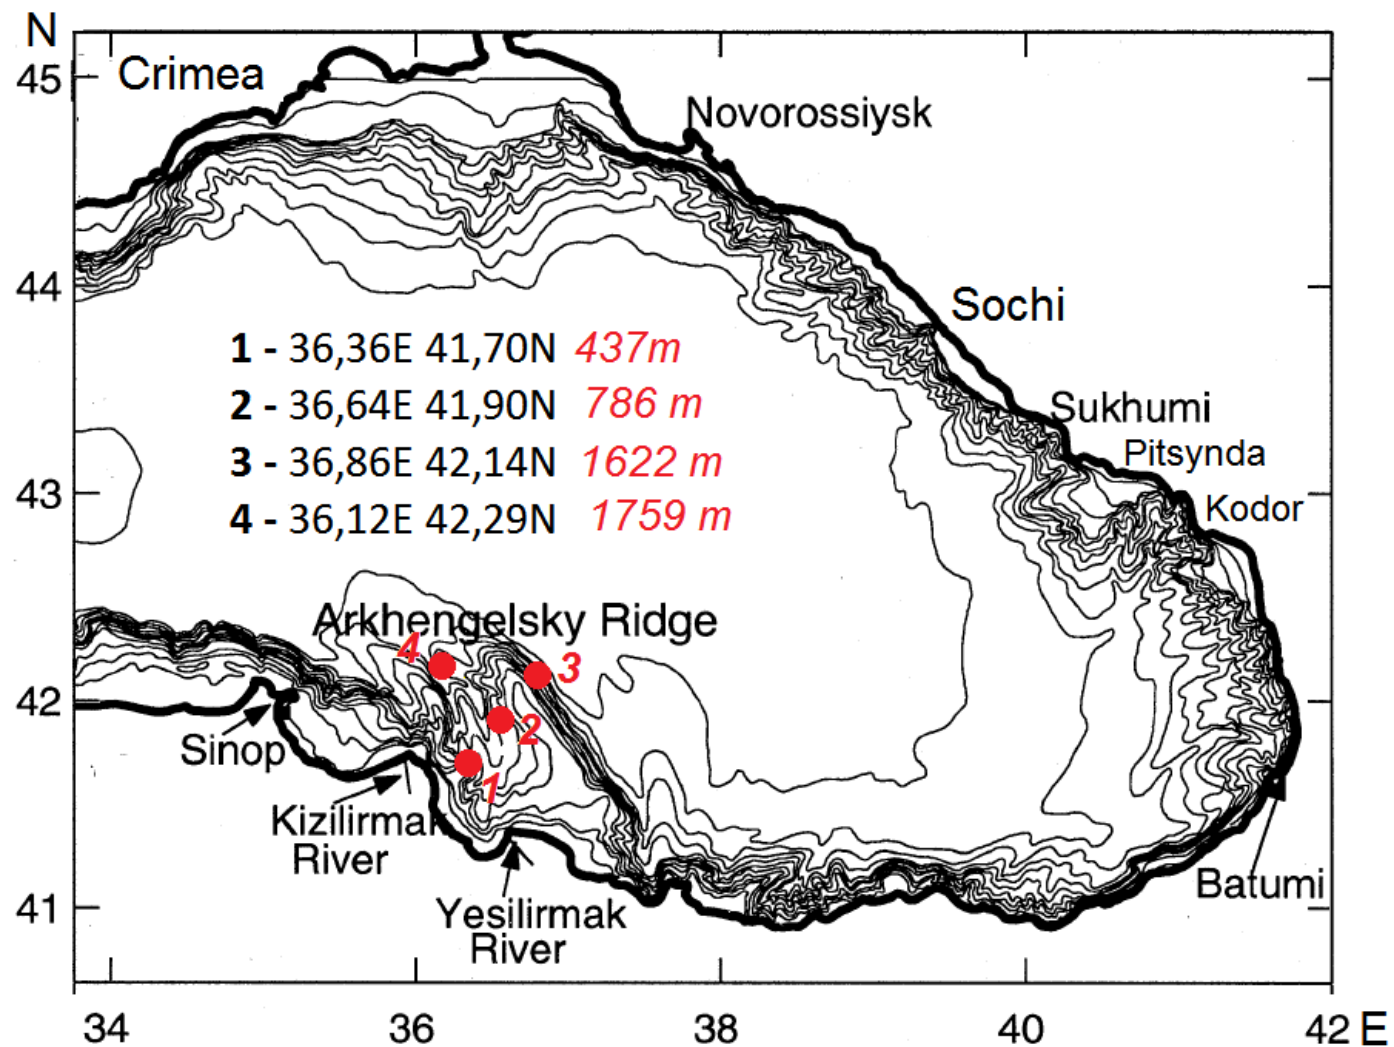 N
45
Crimea
Novorossiysk
44
Sochi
1 - 36,36E 41,70N 437m
2 - 36,64E 41,90N 786 m
3 - 36,86E 42,14N 1622 m
4 - 36,12E 42,29N 1759 m
Sukhumi
Pitsynda
43
Kodor
Arkhengelsky Ridge
4
3
42
2
Sinop
1
Kizilirmak
River
Batumi
41
Yesilirmak
River
34 36 38 40 42 E